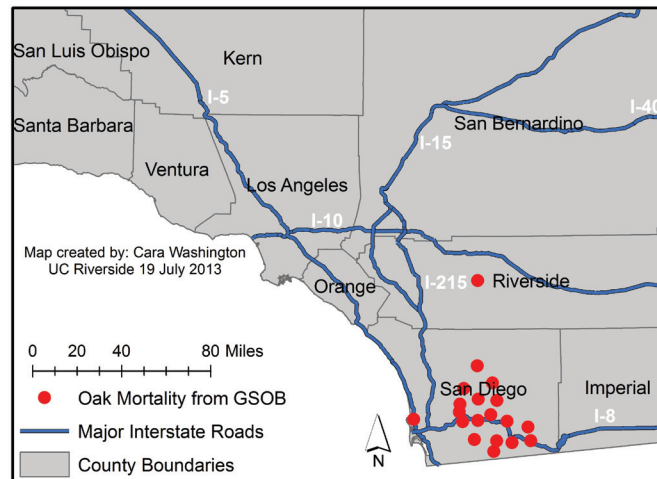 San Luis Obispo
Kern
I-5
I-40
Santa Barbara
San Bernardino
I-15
Ventura
Los Angeles
I-10
Map created by: Cara Washington
UC Riverside 19 July 2013
Orange
I-215
Riverside
0 20 40 80 Miles
San Diego
Imperial
Oak Mortality from GSOB
I-8
Major Interstate Roads
N
County Boundaries